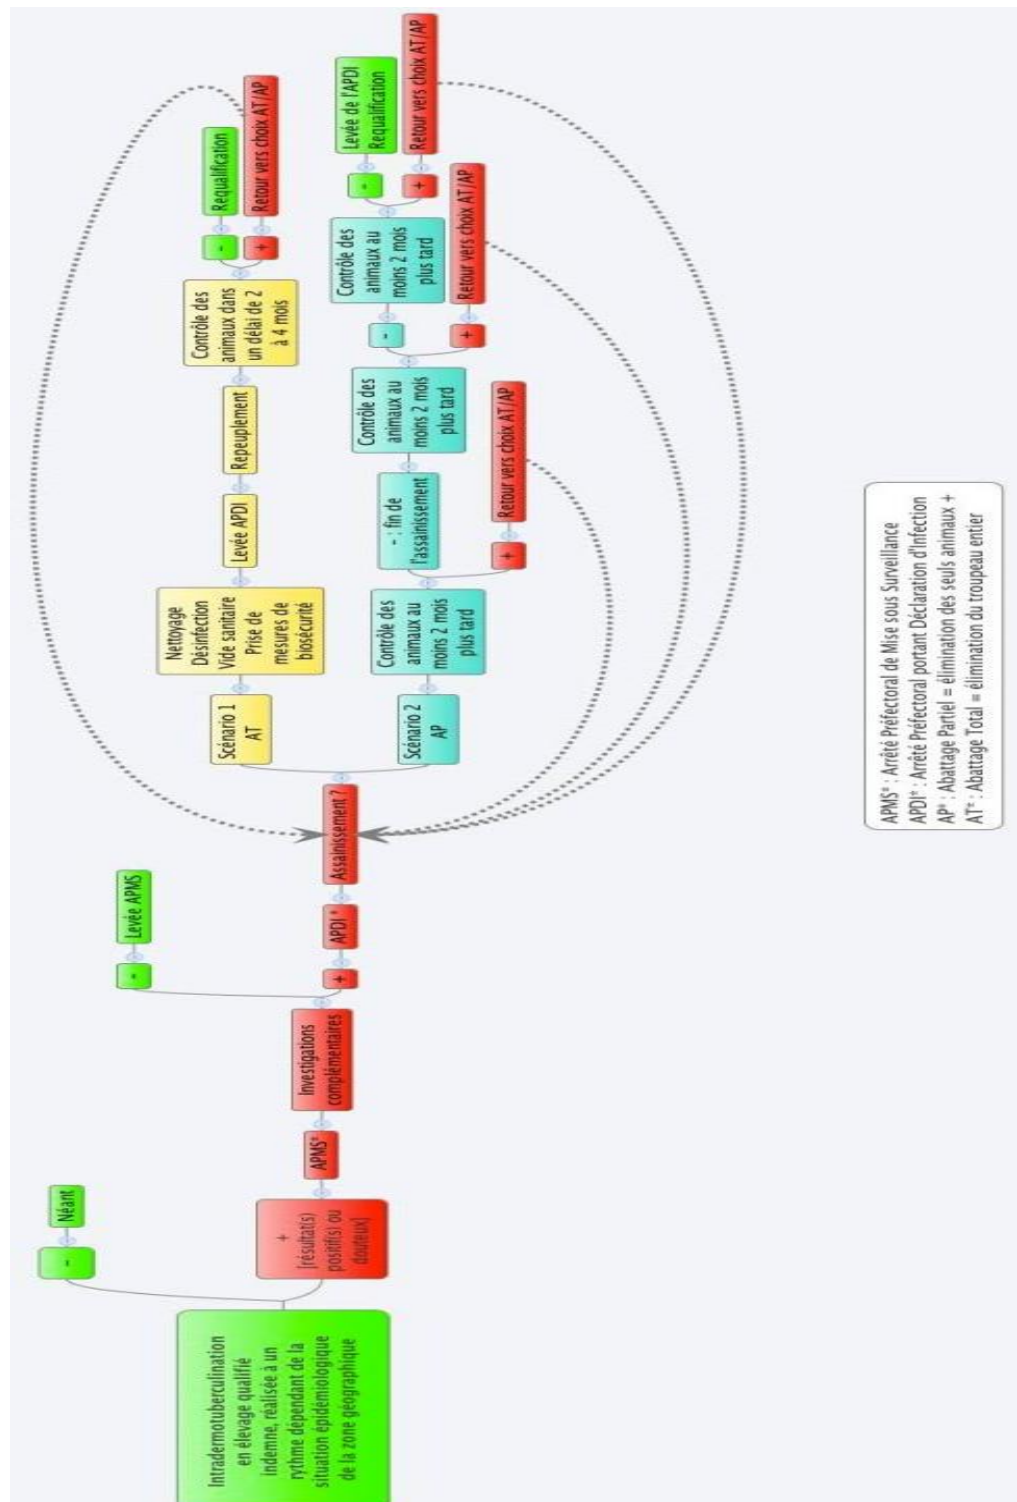 Intradermotuberculination
en élevage qualifié
indemne, réalisée à un
rythme dépendant de la
situation épidémiologique
de la zone géographique
-
Néant
+
[résultat(s)
positif(s) ou
douteux]
APMS*
Investigations
complémentaires
-
Levée APMS
+
APDI *
Assainissement ?
Scénario 1
AT
Nettoyage
Désinfection
Vide sanitaire
Prise de
mesures de
biosécurité
Levée APDI
Repeuplement
Contrôle des
animaux dans
un délai de 2
à 4 mois
-
Requalification
+
Retour vers choix AT/AP
Scénario 2
AP
Contrôle des
animaux au
moins 2 mois
plus tard
- : fin de
l'assainissement
+
Retour vers choix AT/AP
Contrôle des
animaux au
moins 2 mois
plus tard
-
+
Retour vers choix AT/AP
Contrôle des
animaux au
moins 2 mois
plus tard
-
Levée de l'APDI
Requalification
+
Retour vers choix AT/AP
APMS* : Arrêté Préfectoral de Mise sous Surveillance
APDI* : Arrêté Préfectoral portant Déclaration d'Infection
AP* : Abattage Partiel = élimination des seuls animaux +
AT* : Abattage Total = élimination du troupeau entier